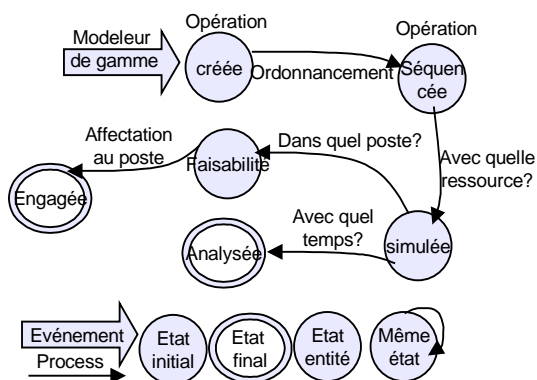 Opération
Modeleur
de gamme
créée
Ordonnancement
Opération
Séquen
cée
Affectation
au poste
Faisabilité
Dans quel poste?
Avec quelle
ressource?
Engagée
Avec quel
temps?
Analysée
simulée
Evénement
Process
Etat
initial
Etat
final
Etat
entité
Même
état